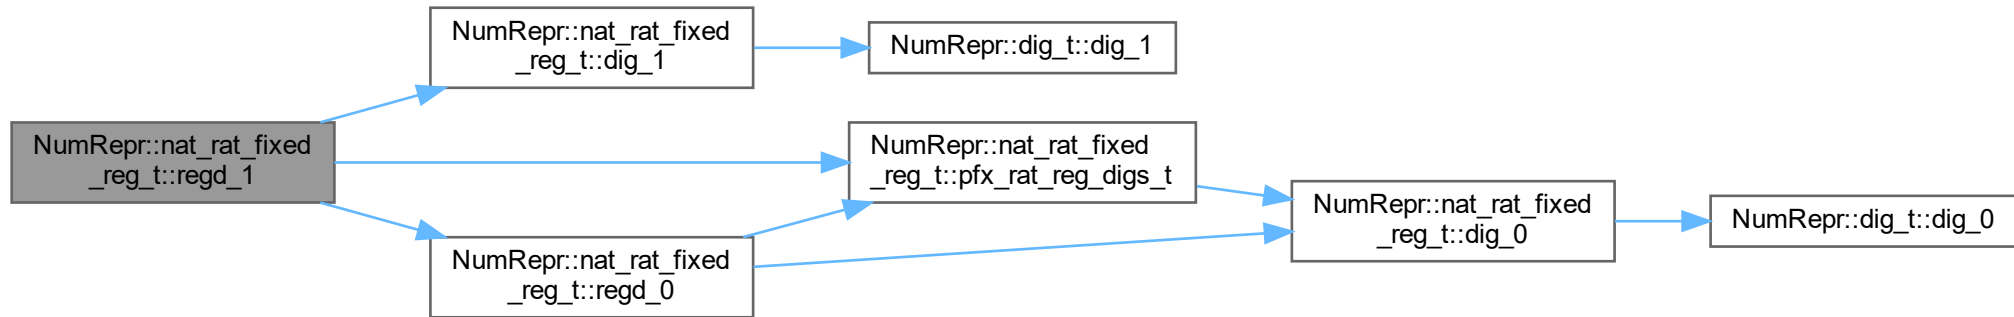 NumRepr::nat_rat_fixed
_reg_t::regd_1
NumRepr::nat_rat_fixed
_reg_t::dig_1
NumRepr::dig_t::dig_1
NumRepr::nat_rat_fixed
_reg_t::pfx_rat_reg_digs_t
NumRepr::nat_rat_fixed
_reg_t::regd_0
NumRepr::nat_rat_fixed
_reg_t::dig_0
NumRepr::dig_t::dig_0